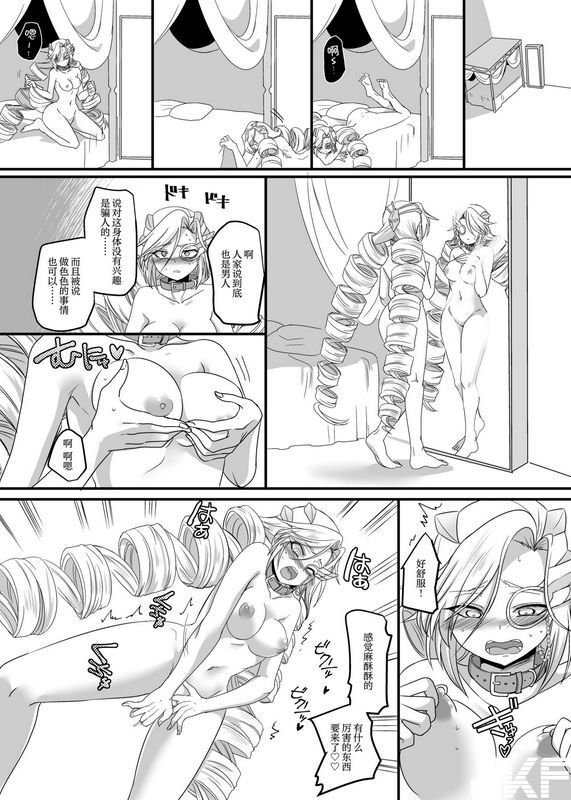 啊s…
嗯…
啊
人家说到底
也是男人
说对这身体没有兴趣
是骗人的……
而且被说
做色色的事情
也可以……
ドキ
ドキ
むにゅ♡
啊 啊嗯
好舒服！
感觉麻酥酥的
有什么
厉害的东西
要来了♡♡
はぁ
はぁ